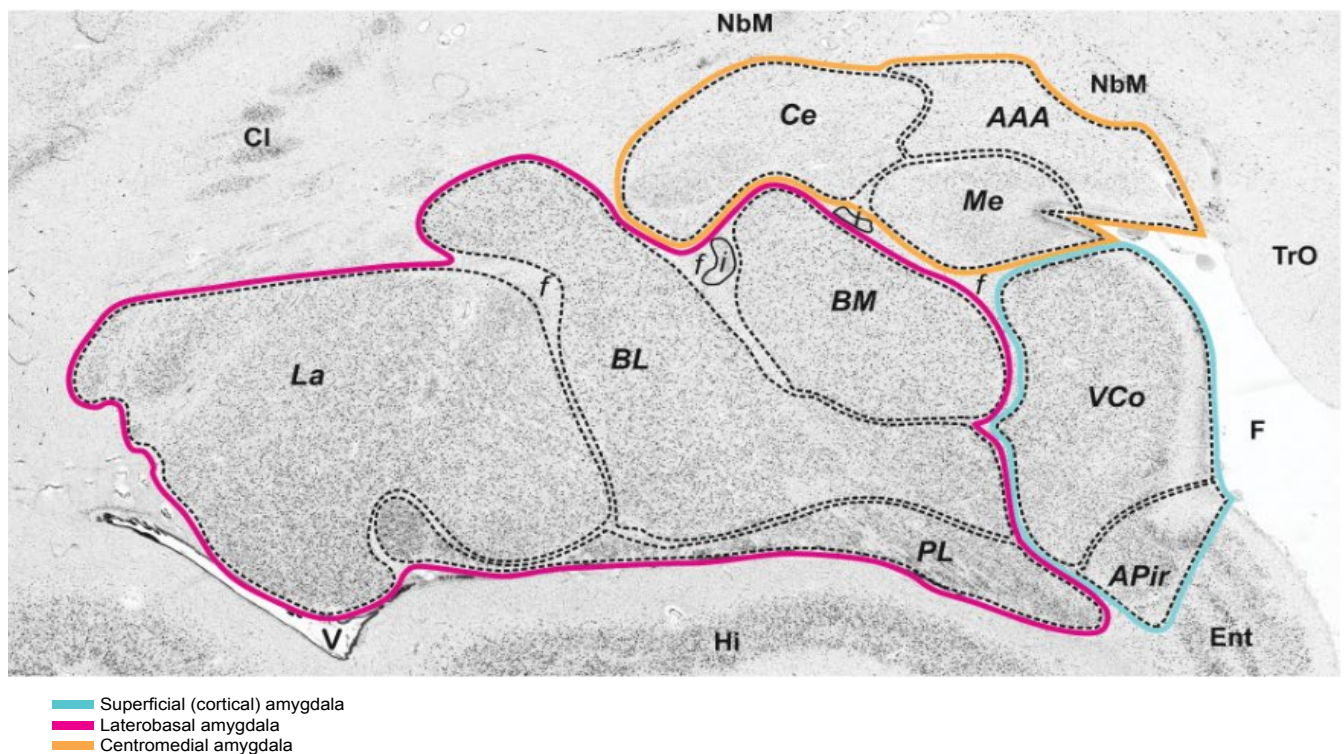 NbM
NbM
Ce
AAA
Cl
Me
i
f
i
f
f
TrO
BM
BL
La
VCo
F
PL
APir
V
Hi
Ent
Superficial (cortical) amygdala
Laterobasal amygdala
Centromedial amygdala